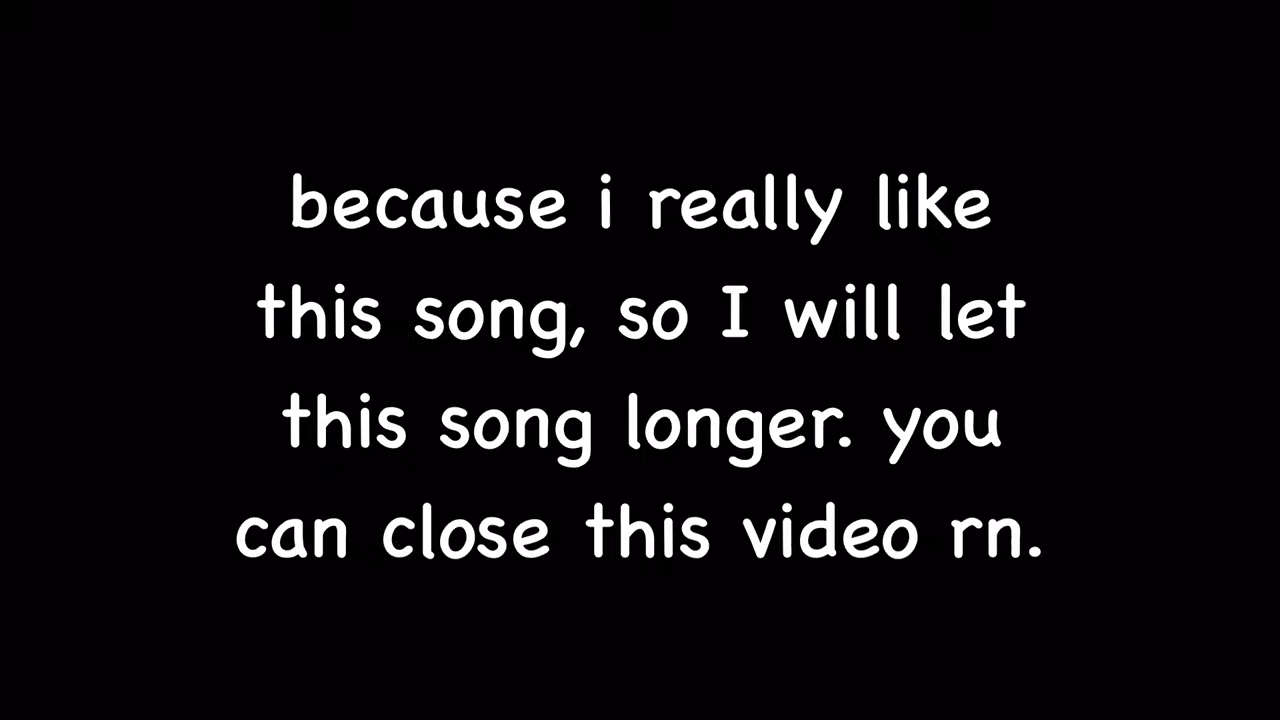 because i really like
this song, so I will let
this song longer. you
can close this video rn.